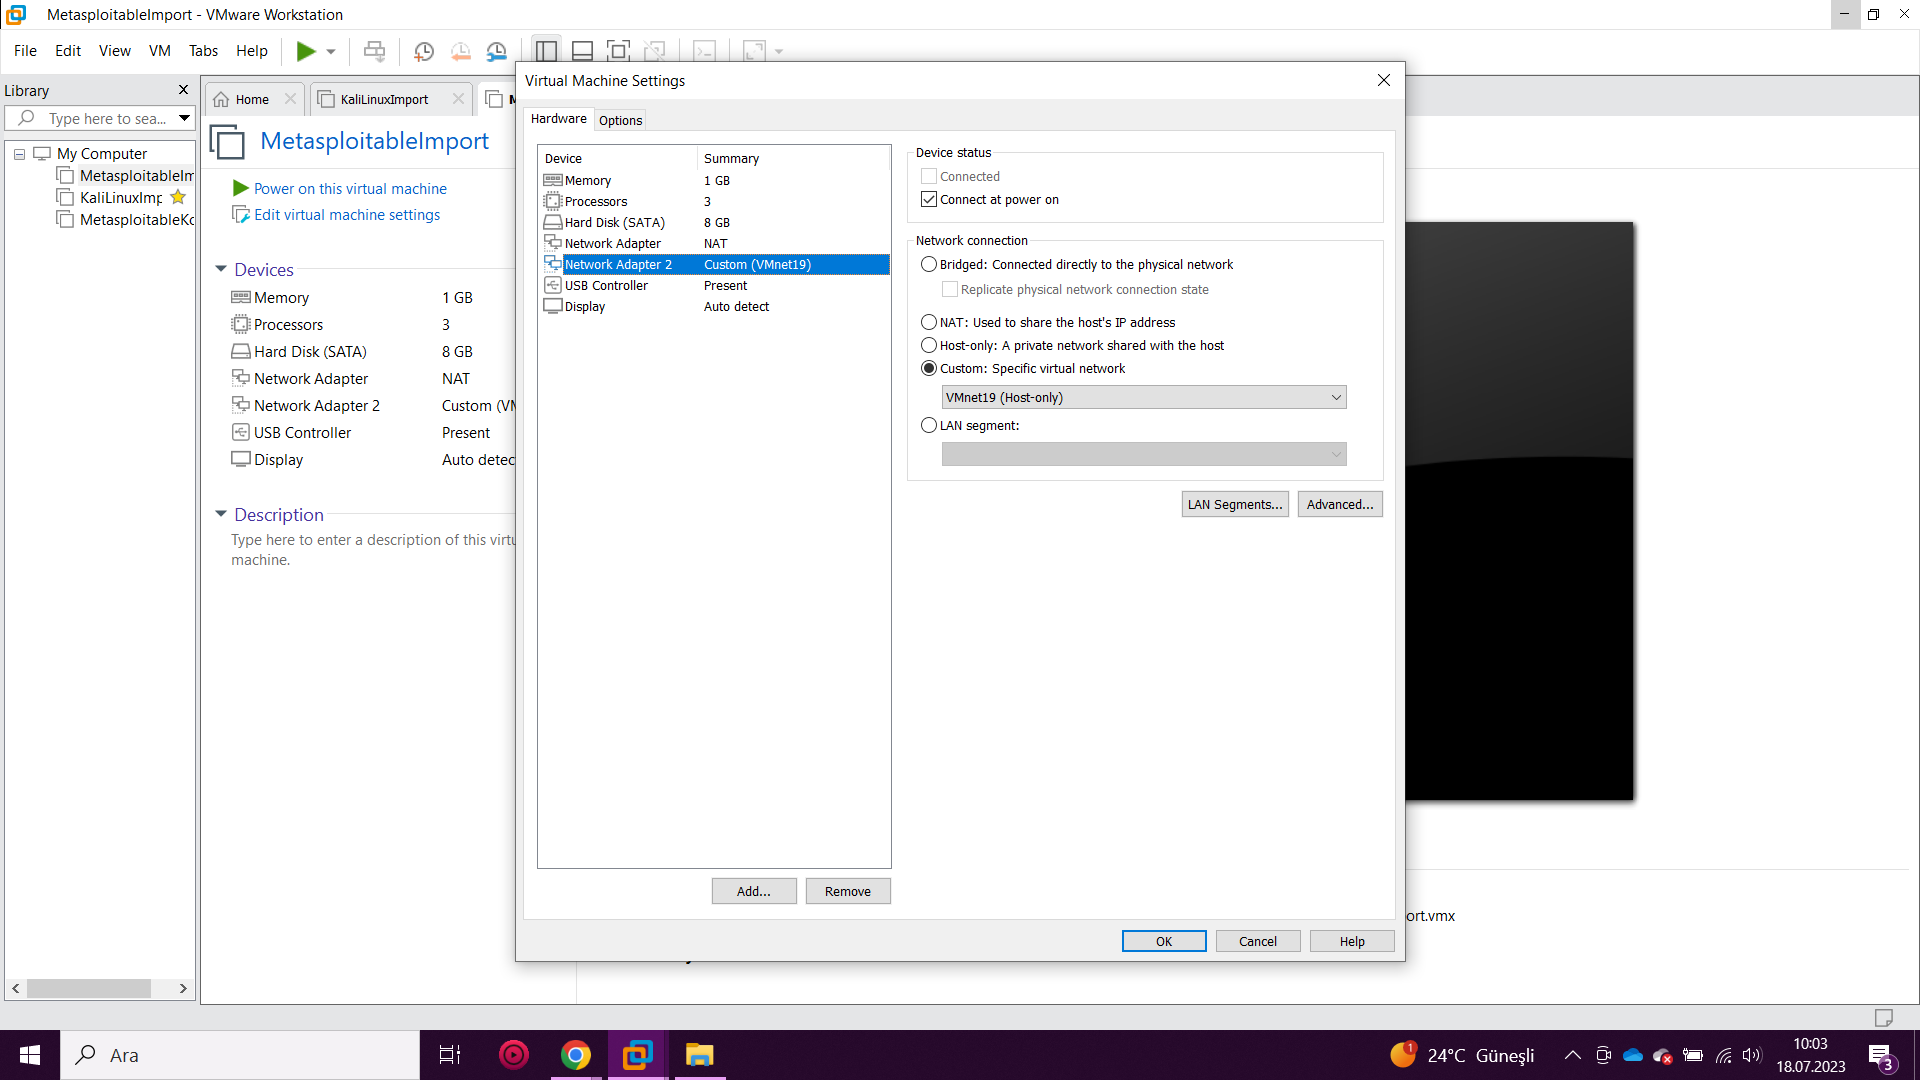 MetasploitableImport - VMware Workstation
File Edit View VM Tabs Help
Library
Type here to sea...
My Computer
MetasploitableIm
KaliLinuxImp
MetasploitableKo
Home
KaliLinuxImport
M
MetasploitableImport
Power on this virtual machine
Edit virtual machine settings
Devices
Memory 1 GB
Processors 3
Hard Disk (SATA) 8 GB
Network Adapter NAT
Network Adapter 2 Custom (VM
USB Controller Present
Display Auto detec
Description
Type here to enter a description of this virtu
machine.
Virtual Machine Settings
Hardware Options
Device Summary
Memory 1 GB
Processors 3
Hard Disk (SATA) 8 GB
Network Adapter NAT
Network Adapter 2 Custom (VMnet19)
USB Controller Present
Display Auto detect
Add... Remove
Device status
Connected
Connect at power on
Network connection
Bridged: Connected directly to the physical network
Replicate physical network connection state
NAT: Used to share the host's IP address
Host-only: A private network shared with the host
Custom: Specific virtual network
VMnet19 (Host-only)
LAN segment:
LAN Segments... Advanced...
OK Cancel Help
ort.vmx
Ara
1
24°C Güneşli
10:03
18.07.2023
3